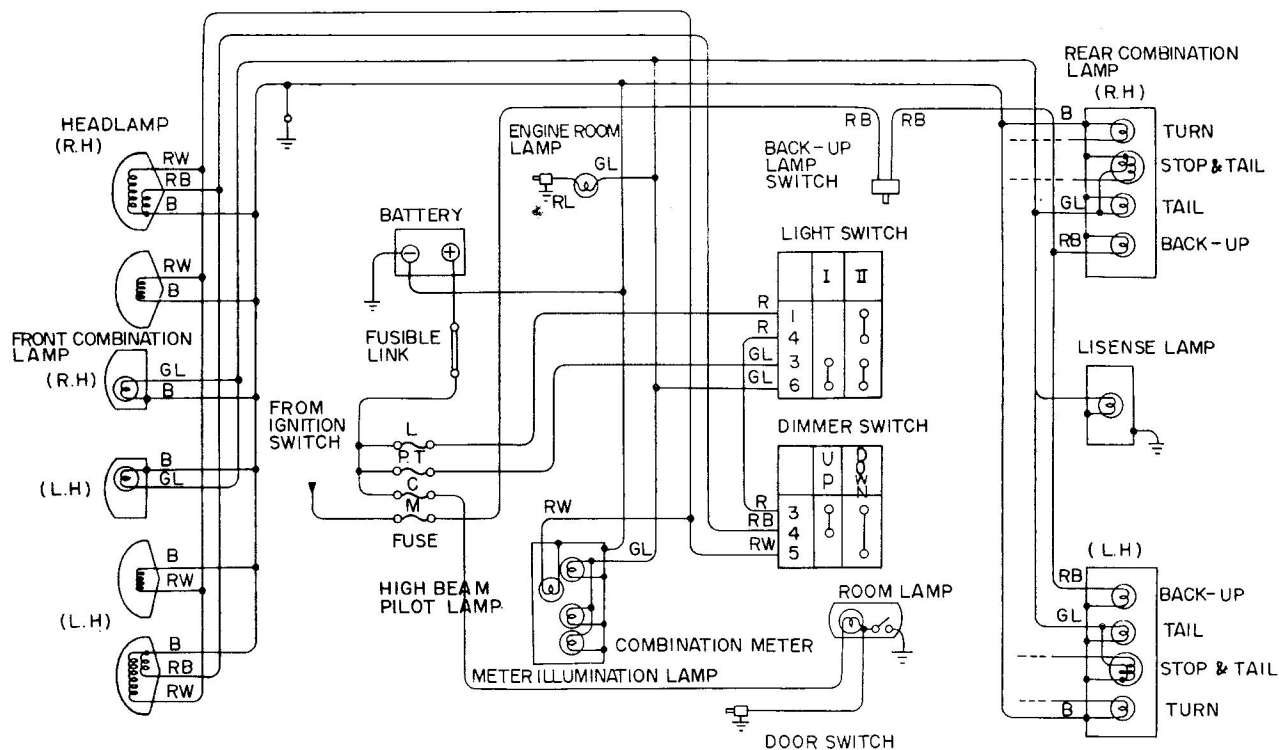 HEADLAMP
(R.H)
RW
RB
B
RW
B
FRONT COMBINATION
LAMP
(R.H)
GL
B
(L.H)
B
GL
B
RW
(L.H)
B
RB
RW
BATTERY
− +
FUSIBLE
LINK
FROM
IGNITION
SWITCH
L
P.T
C
M
FUSE
ENGINE ROOM
LAMP
GL
RL
RB
RB
BACK-UP
LAMP
SWITCH
LIGHT SWITCH
I II
R 1
R 4
GL 3
GL 6
DIMMER SWITCH
UP DOWN
R 3
RB 4
RW 5
RW
GL
HIGH BEAM
PILOT LAMP
COMBINATION METER
METER ILLUMINATION LAMP
ROOM LAMP
DOOR SWITCH
REAR COMBINATION
LAMP
(R.H)
B
TURN
STOP & TAIL
GL
TAIL
RB
BACK-UP
LISENSE LAMP
(L.H)
RB
BACK-UP
GL
TAIL
STOP & TAIL
B
TURN